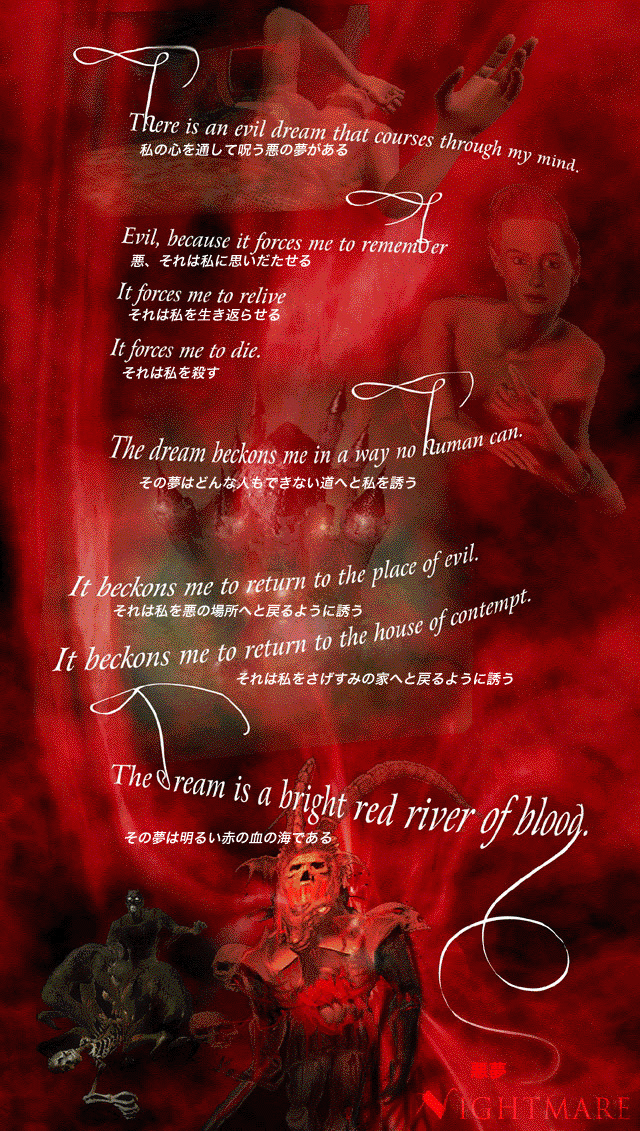 There is an evil dream that courses through my mind.
私の心を通して呪う悪の夢がある
Evil, because it forces me to remember
悪、それは私に思いだたせる
It forces me to relive
それは私を生き返らせる
It forces me to die.
それは私を殺す
The dream beckons me in a way no human can.
その夢はどんな人もできない道へと私を誘う
It beckons me to return to the place of evil.
それは私を悪の場所へと戻るように誘う
It beckons me to return to the house of contempt.
それは私をさげすみの家へと戻るように誘う
The dream is a bright red river of blood.
その夢は明るい赤の血の海である
悪夢
NIGHTMARE